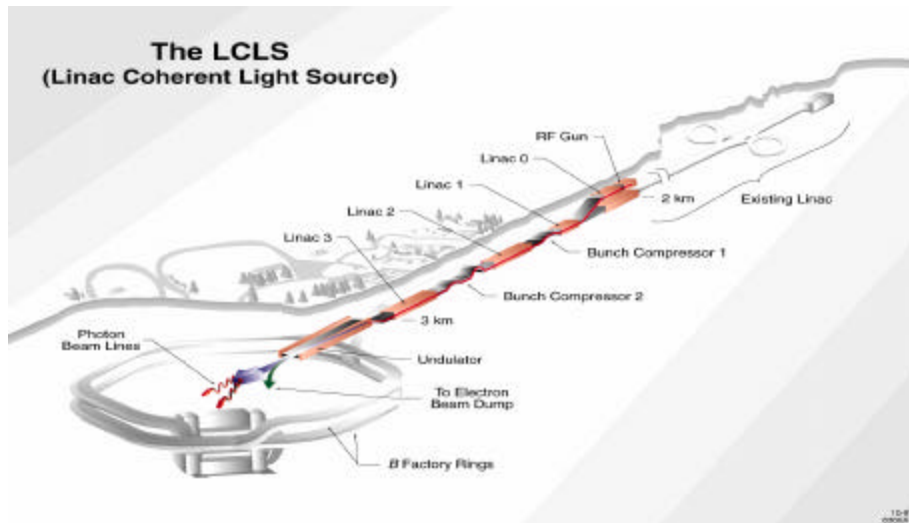 The LCLS
(Linac Coherent Light Source)
RF Gun
Linac 0
Linac 1
2 km
Existing Linac
Linac 2
Linac 3
Bunch Compressor 1
Bunch Compressor 2
3 km
Photon
Beam Lines
Undulator
To Electron
Beam Dump
B Factory Rings